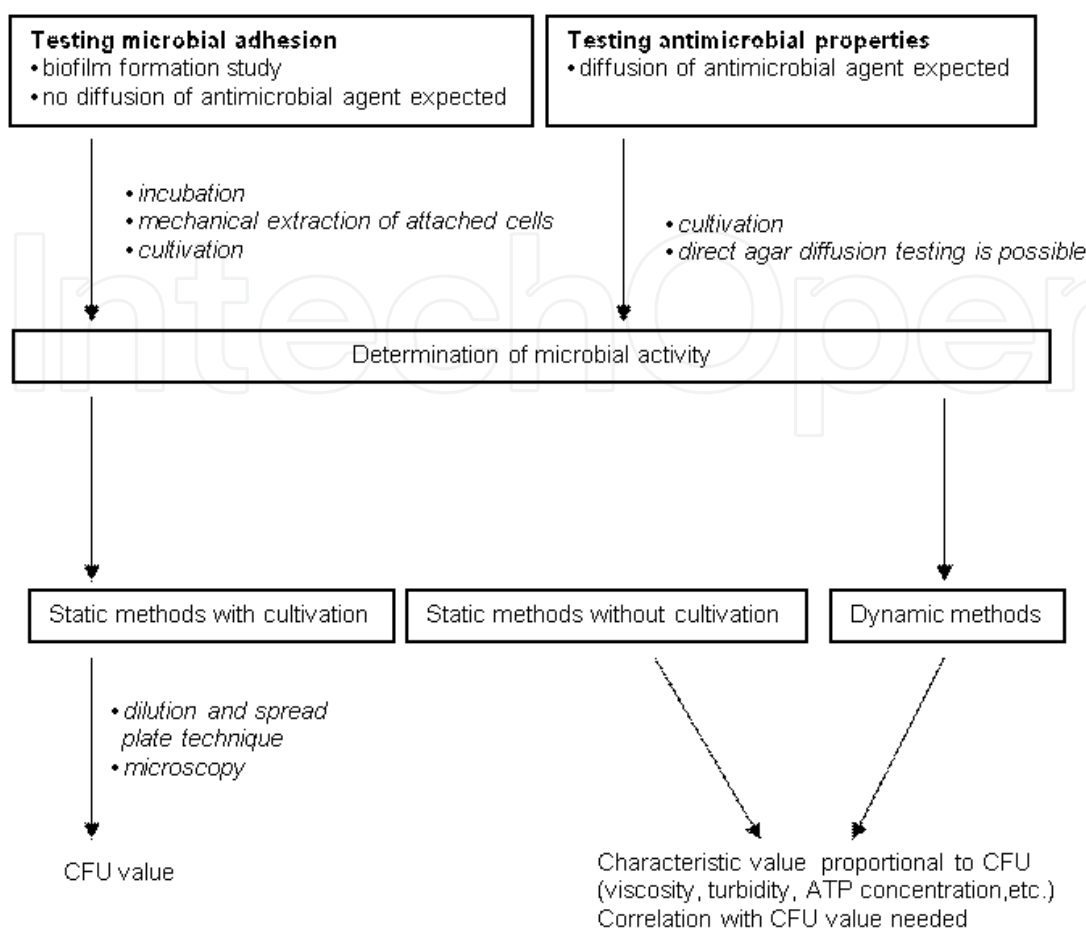 Testing microbial adhesion
• biofilm formation study
• no diffusion of antimicrobial agent expected
Testing antimicrobial properties
• diffusion of antimicrobial agent expected
• incubation
• mechanical extraction of attached cells
• cultivation
• cultivation
• direct agar diffusion testing is possible
IntechOpen
Determination of microbial activity
Static methods with cultivation
Static methods without cultivation
Dynamic methods
• dilution and spread
plate technique
• microscopy
CFU value
Characteristic value proportional to CFU
(viscosity, turbidity, ATP concentration,etc.)
Correlation with CFU value needed